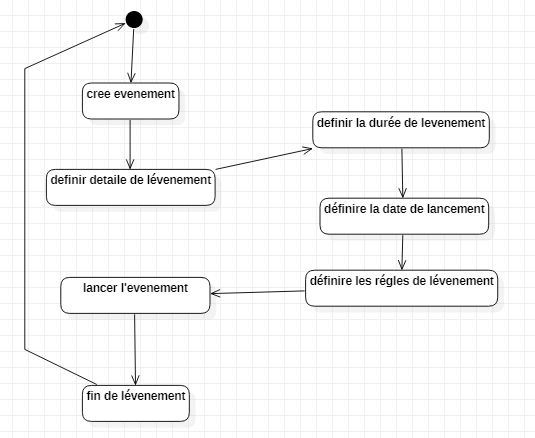 cree evenement
definir detaile de lévenement
definir la durée de levenement
définire la date de lancement
définire les régles de lévenement
lancer l'evenement
fin de lévenement